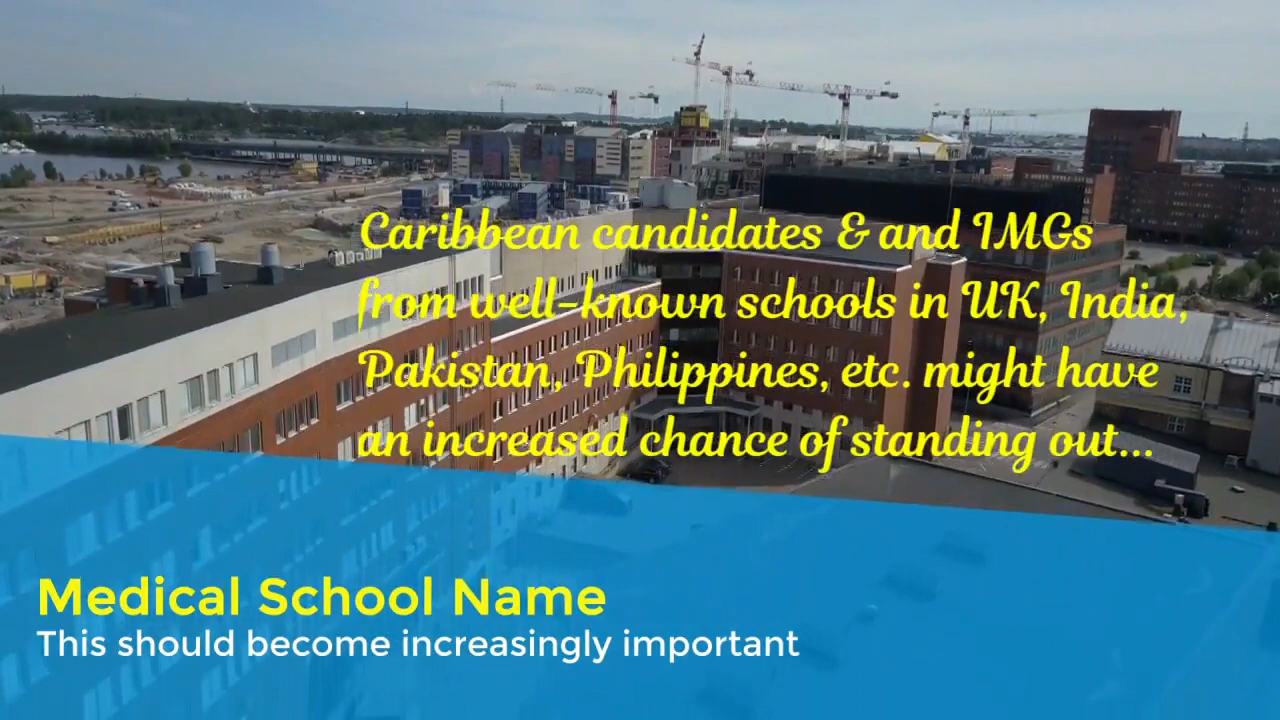 Caribbean candidates & and IMGs
from well-known schools in UK, India,
Pakistan, Philippines, etc. might have
an increased chance of standing out...
Medical School Name
This should become increasingly important